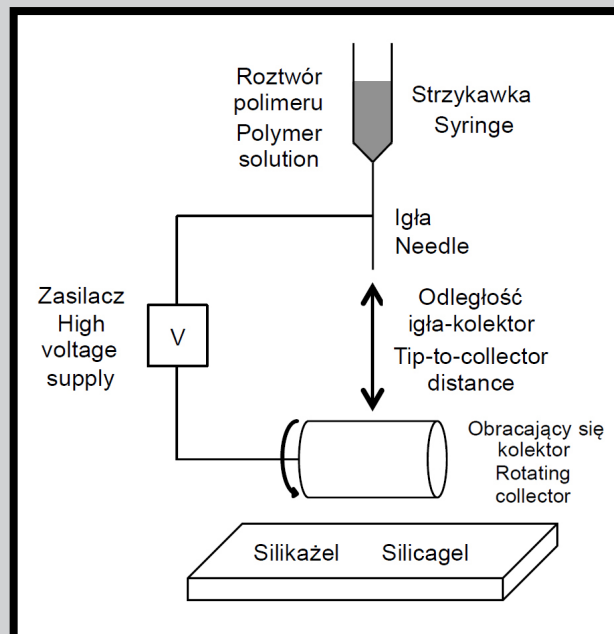 Roztwór
polimeru
Polymer
solution
Strzykawka
Syringe
Igła
Needle
Zasilacz
High
voltage
supply
V
Odległość
igła-kolektor
Tip-to-collector
distance
Obracający się
kolektor
Rotating
collector
Silikażel Silicagel